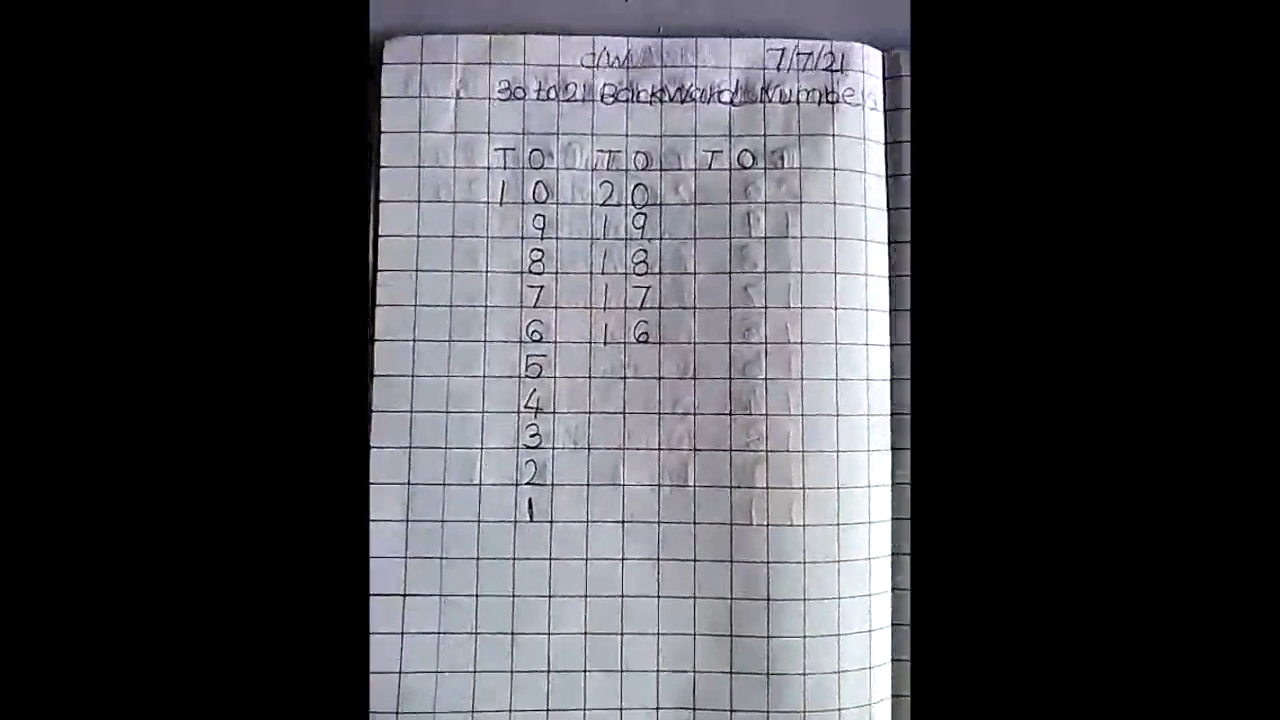 C/W 7/7/21
30 to 21 Backward Numbers
T O T O T O
1 0 2 0
9 1 9
8 1 8
7 1 7
6 1 6
5
4
3
2
1